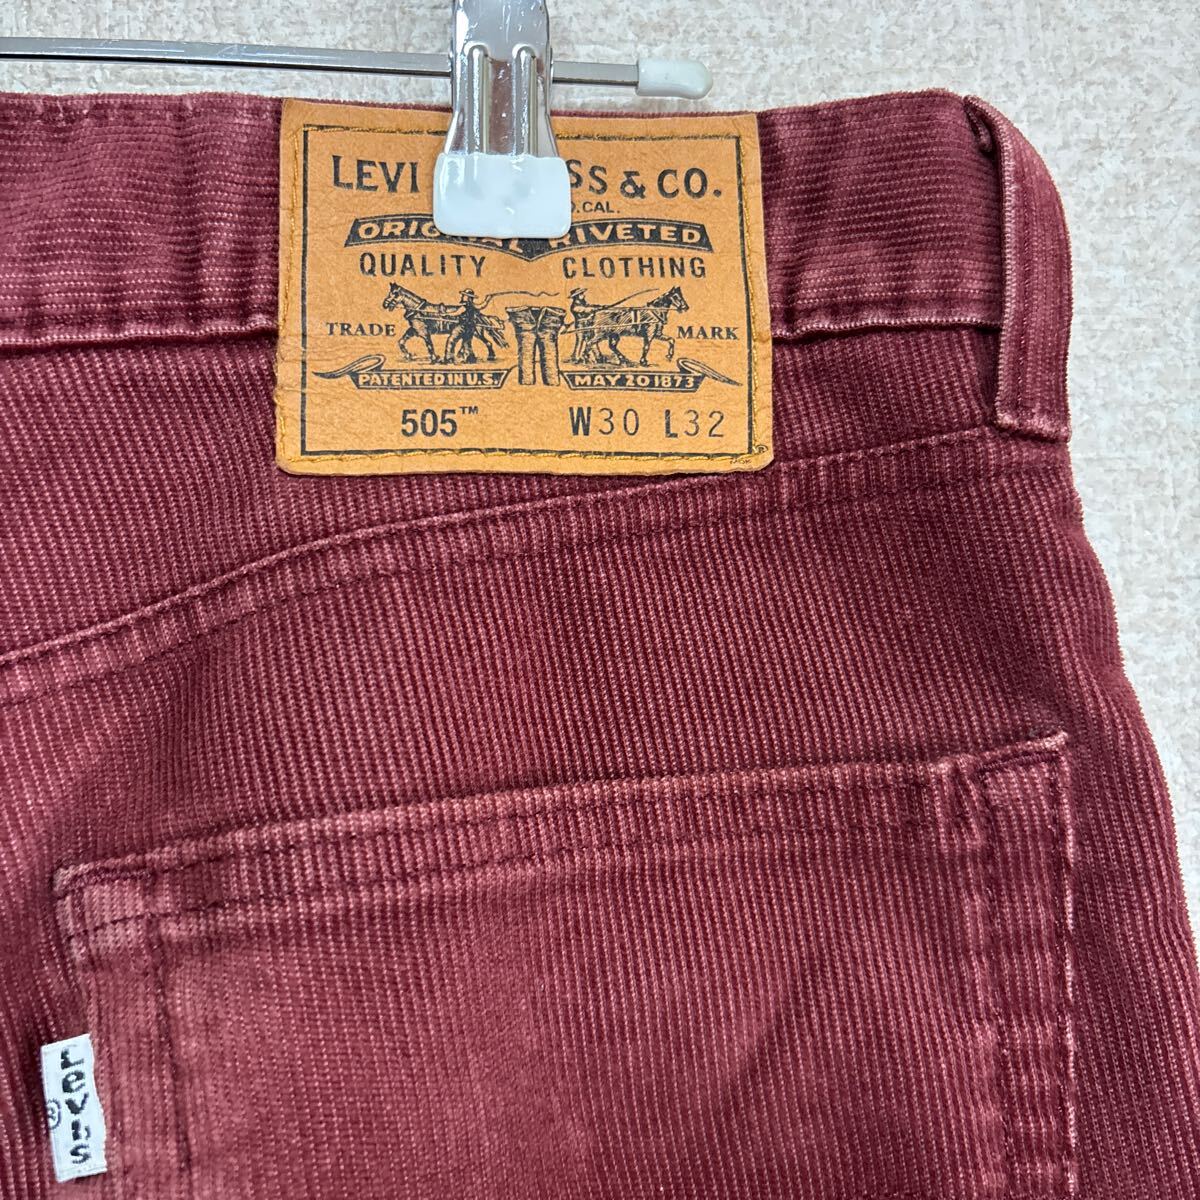 LEVI SS & CO.
O.CAL.
ORIGINAL RIVETED
QUALITY CLOTHING
TRADE MARK
PATENTED IN U.S. MAY 20 1873
505™ W30 L32
Levi's ®